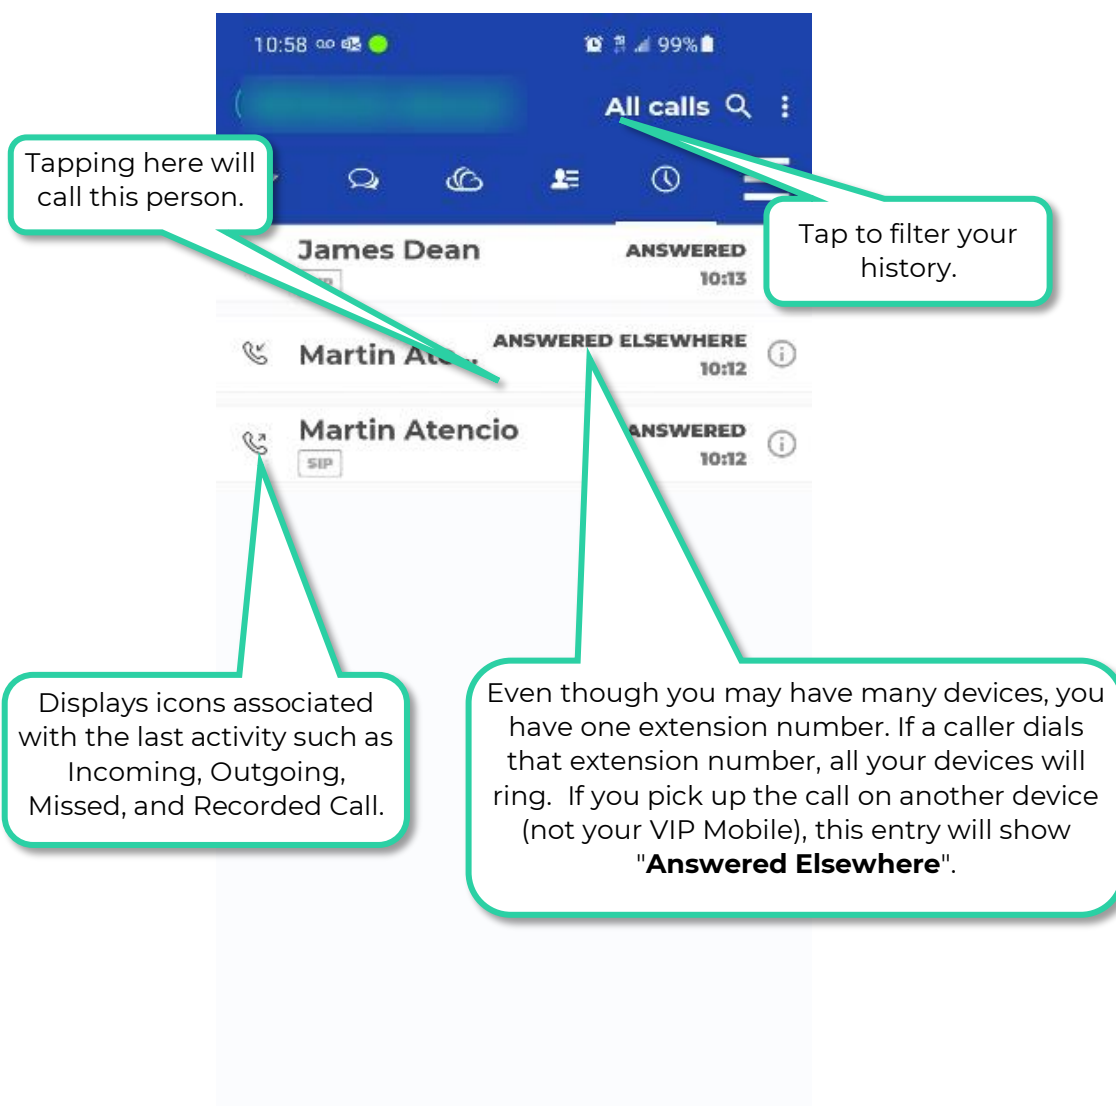 10:58
99%
All calls
Tapping here will
call this person.
Tap to filter your
history.
James Dean
ANSWERED
10:13
ANSWERED ELSEWHERE
Martin
10:12
Martin Atencio
ANSWERED
SIP
10:12
Displays icons associated
with the last activity such as
Incoming, Outgoing,
Missed, and Recorded Call.
Even though you may have many devices, you
have one extension number. If a caller dials
that extension number, all your devices will
ring.  If you pick up the call on another device
(not your VIP Mobile), this entry will show
"Answered Elsewhere".